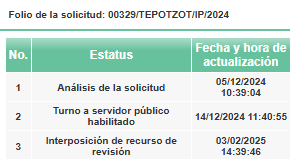 Folio de la solicitud: 00329/TEPOTZOT/IP/2024
No. Estatus Fecha y hora de
actualización
1 Análisis de la solicitud 05/12/2024
10:39:04
2 Turno a servidor público
habilitado 14/12/2024 11:40:55
3 Interposición de recurso de
revisión 03/02/2025
14:39:46